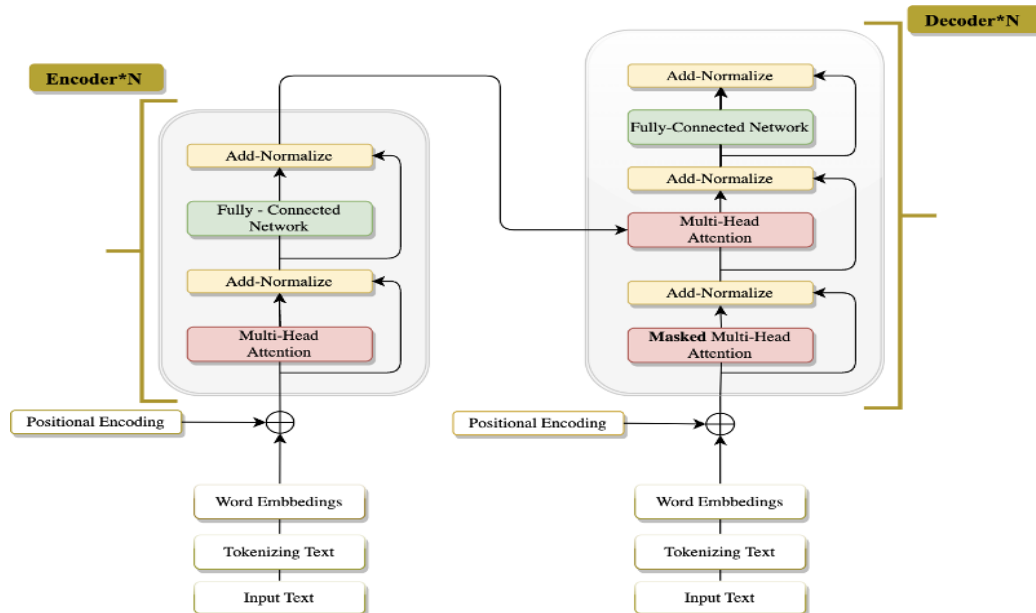 Encoder*N
Add-Normalize
Fully - Connected
Network
Add-Normalize
Multi-Head
Attention
Positional Encoding
Word Embbedings
Tokenizing Text
Input Text
Decoder*N
Add-Normalize
Fully-Connected Network
Add-Normalize
Multi-Head
Attention
Add-Normalize
Masked Multi-Head
Attention
Positional Encoding
Word Embbedings
Tokenizing Text
Input Text